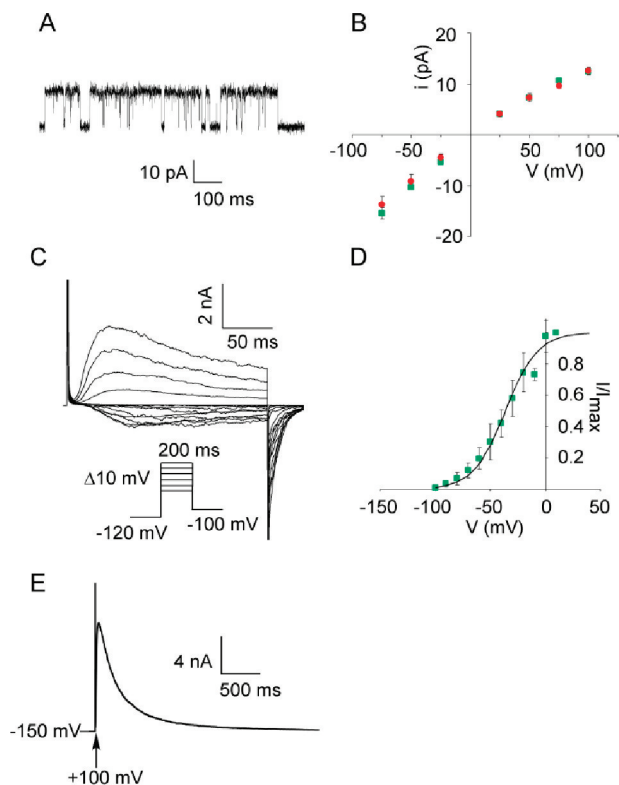 A
10 pA
100 ms
B
i (pA)
20
10
-100
-50
50
100
V (mV)
-10
-20
C
2 nA
50 ms
200 ms
Δ10 mV
-120 mV
-100 mV
D
0.8
0.6
0.4
0.2
I/Imax
-150
-100
-50
0
50
V (mV)
E
4 nA
500 ms
-150 mV
+100 mV